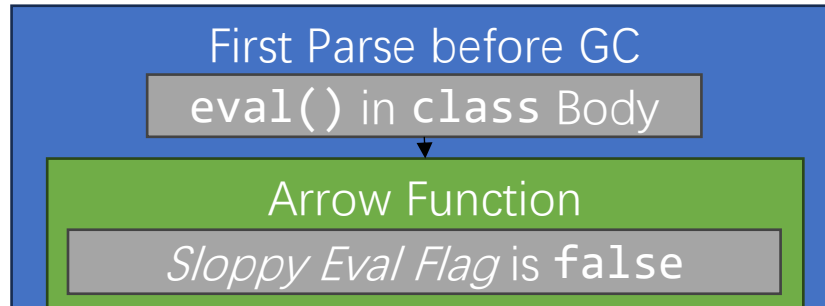 First Parse before GC
eval() in class Body
Arrow Function
Sloppy Eval Flag is false